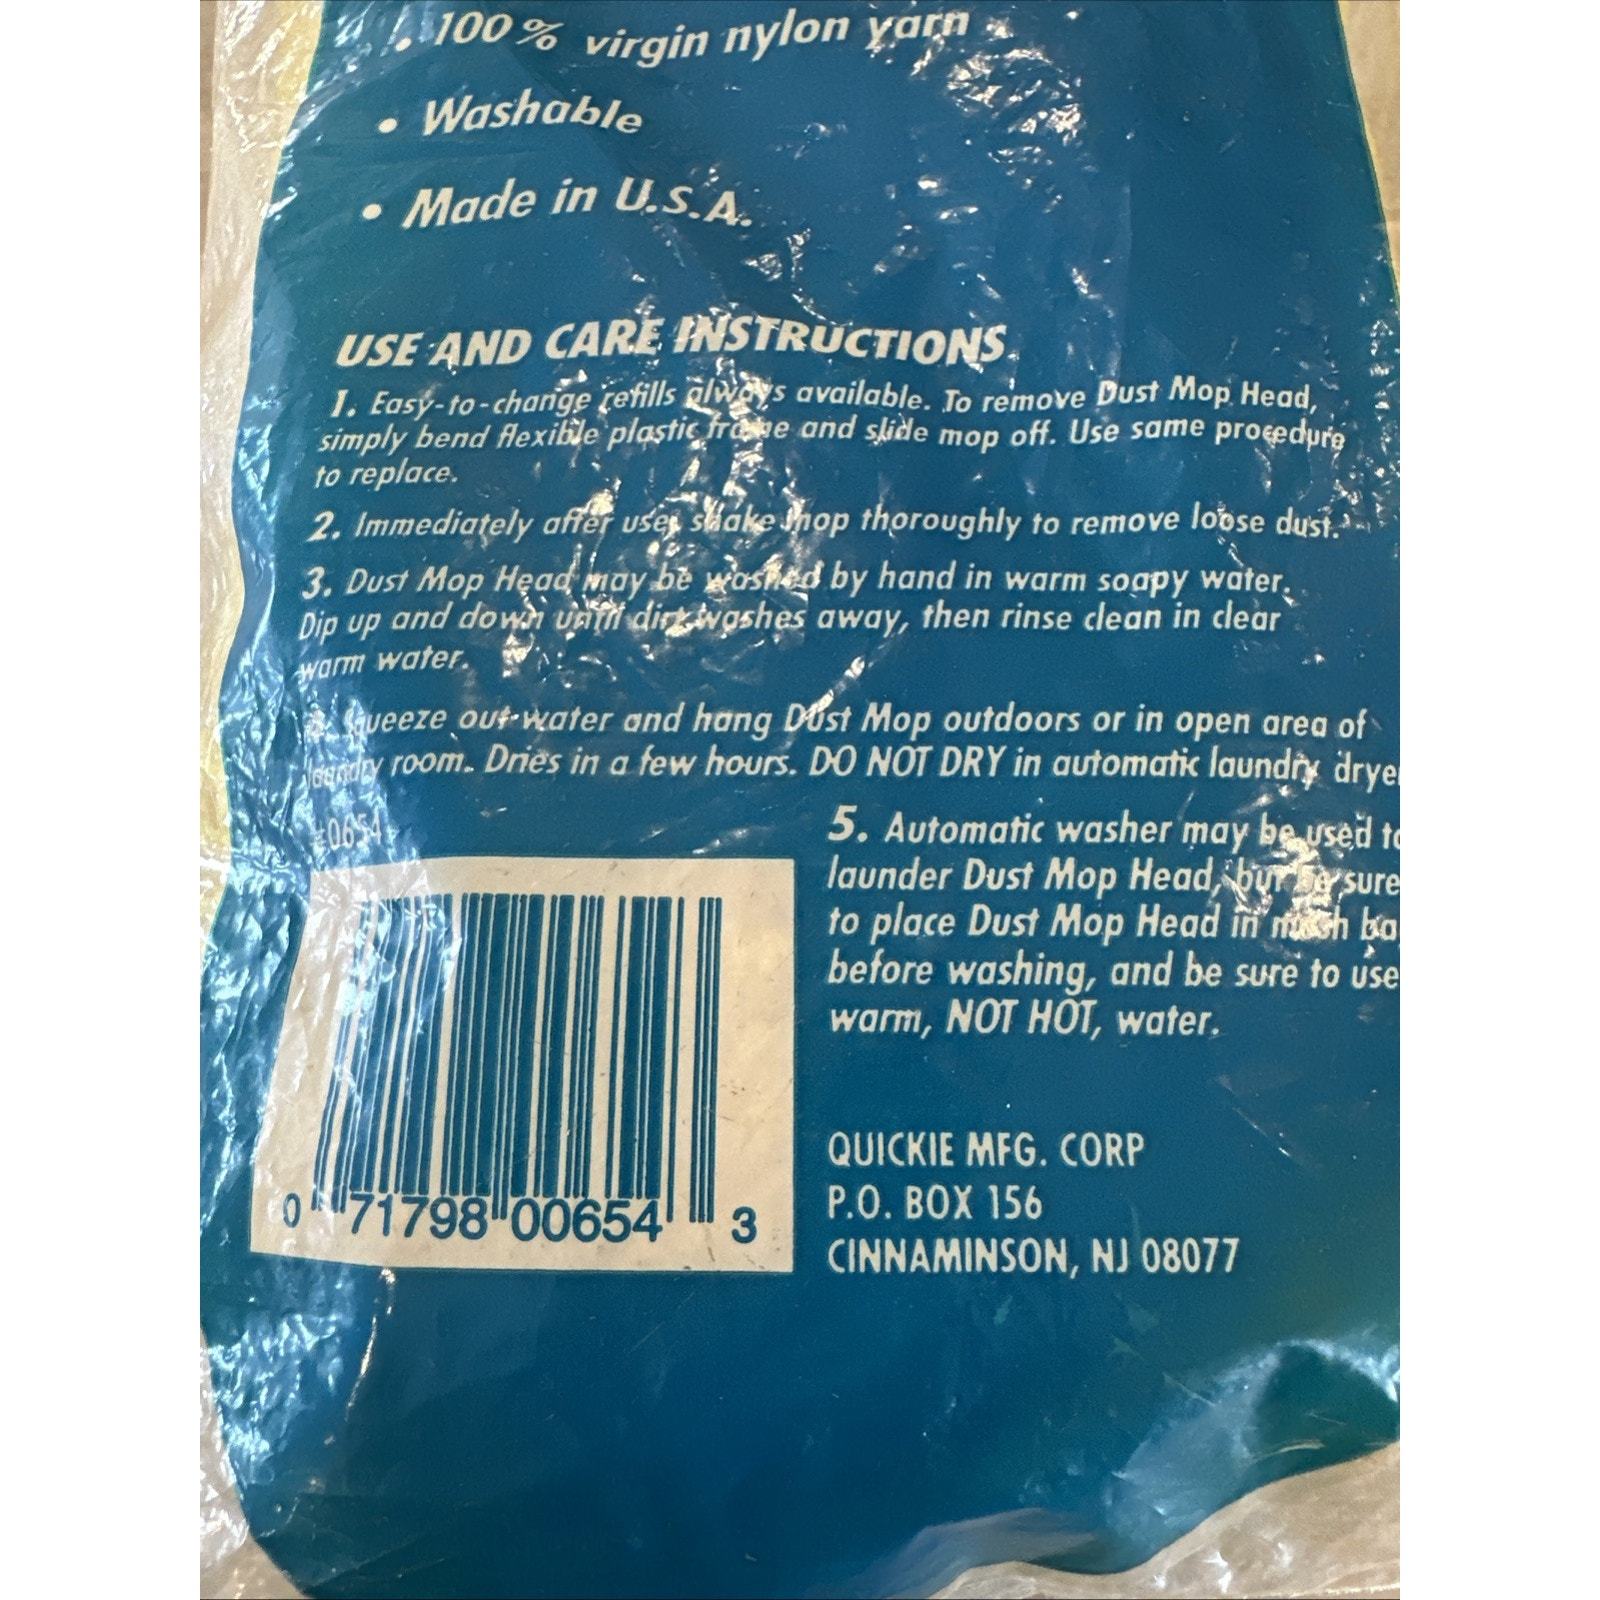 • 100% virgin nylon yarn
• Washable
• Made in U.S.A.
USE AND CARE INSTRUCTIONS
1. Easy-to-change refills always available. To remove Dust Mop Head,
simply bend flexible plastic frame and slide mop off. Use same procedure
to replace.
2. Immediately after use, shake mop thoroughly to remove loose dust.
3. Dust Mop Head may be washed by hand in warm soapy water.
Dip up and down until dirt washes away, then rinse clean in clear
warm water.
Squeeze out water and hang Dust Mop outdoors or in open area of
laundry room. Dries in a few hours. DO NOT DRY in automatic laundry drye
#0654
5. Automatic washer may be used to
launder Dust Mop Head, but be sure
to place Dust Mop Head in mesh ba
before washing, and be sure to use
warm, NOT HOT, water.
0 71798 00654 3
QUICKIE MFG. CORP
P.O. BOX 156
CINNAMINSON, NJ 08077